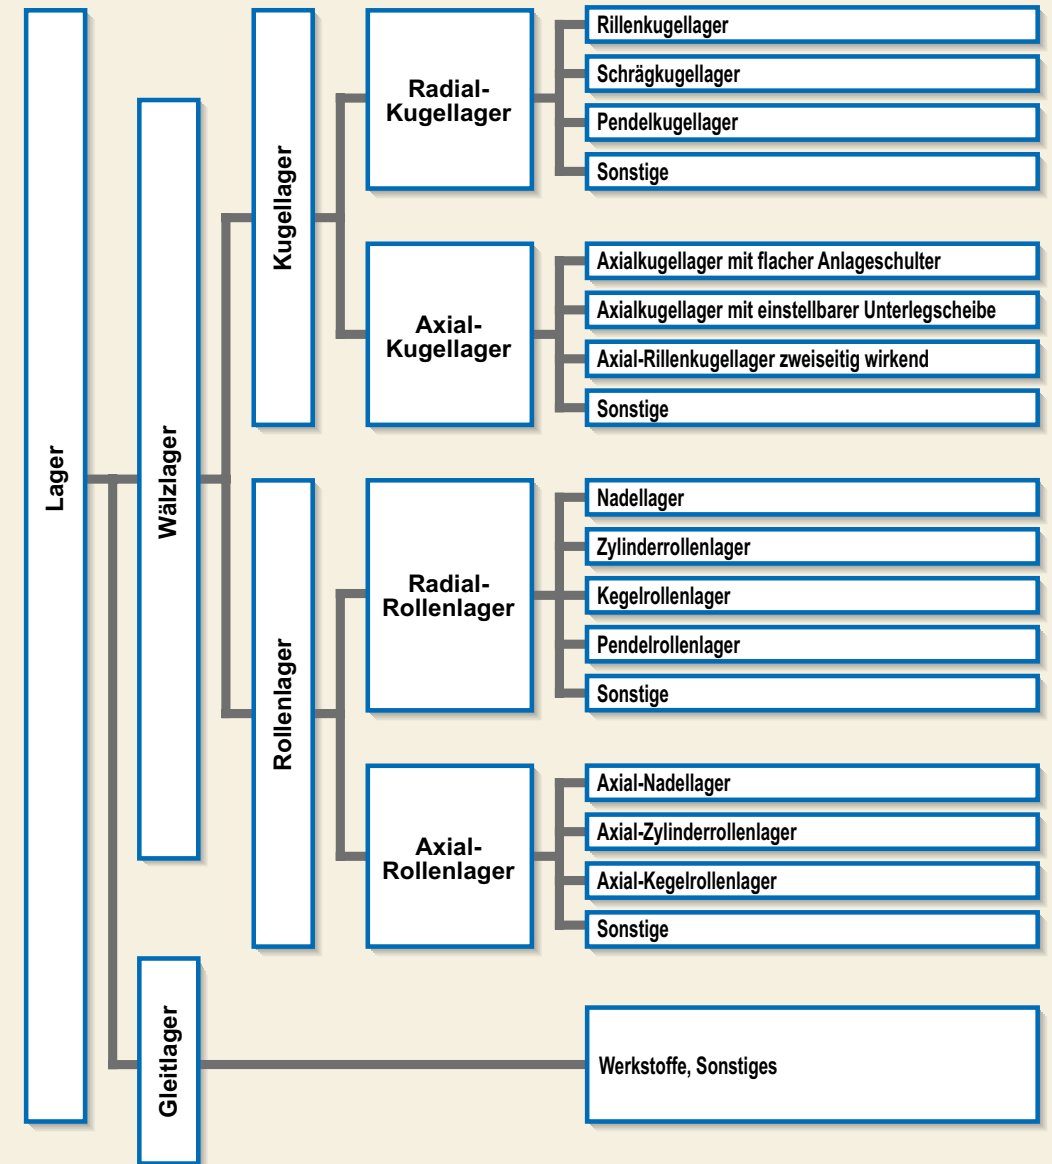 Lager
Wälzlager
Kugellager
Radial-
Kugellager
Rillenkugellager
Schrägkugellager
Pendelkugellager
Sonstige
Axial-
Kugellager
Axialkugellager mit flacher Anlageschulter
Axialkugellager mit einstellbarer Unterlegscheibe
Axial-Rillenkugellager zweiseitig wirkend
Sonstige
Rollenlager
Radial-
Rollenlager
Nadellager
Zylinderrollenlager
Kegelrollenlager
Pendelrollenlager
Sonstige
Axial-
Rollenlager
Axial-Nadellager
Axial-Zylinderrollenlager
Axial-Kegelrollenlager
Sonstige
Gleitlager
Werkstoffe, Sonstiges